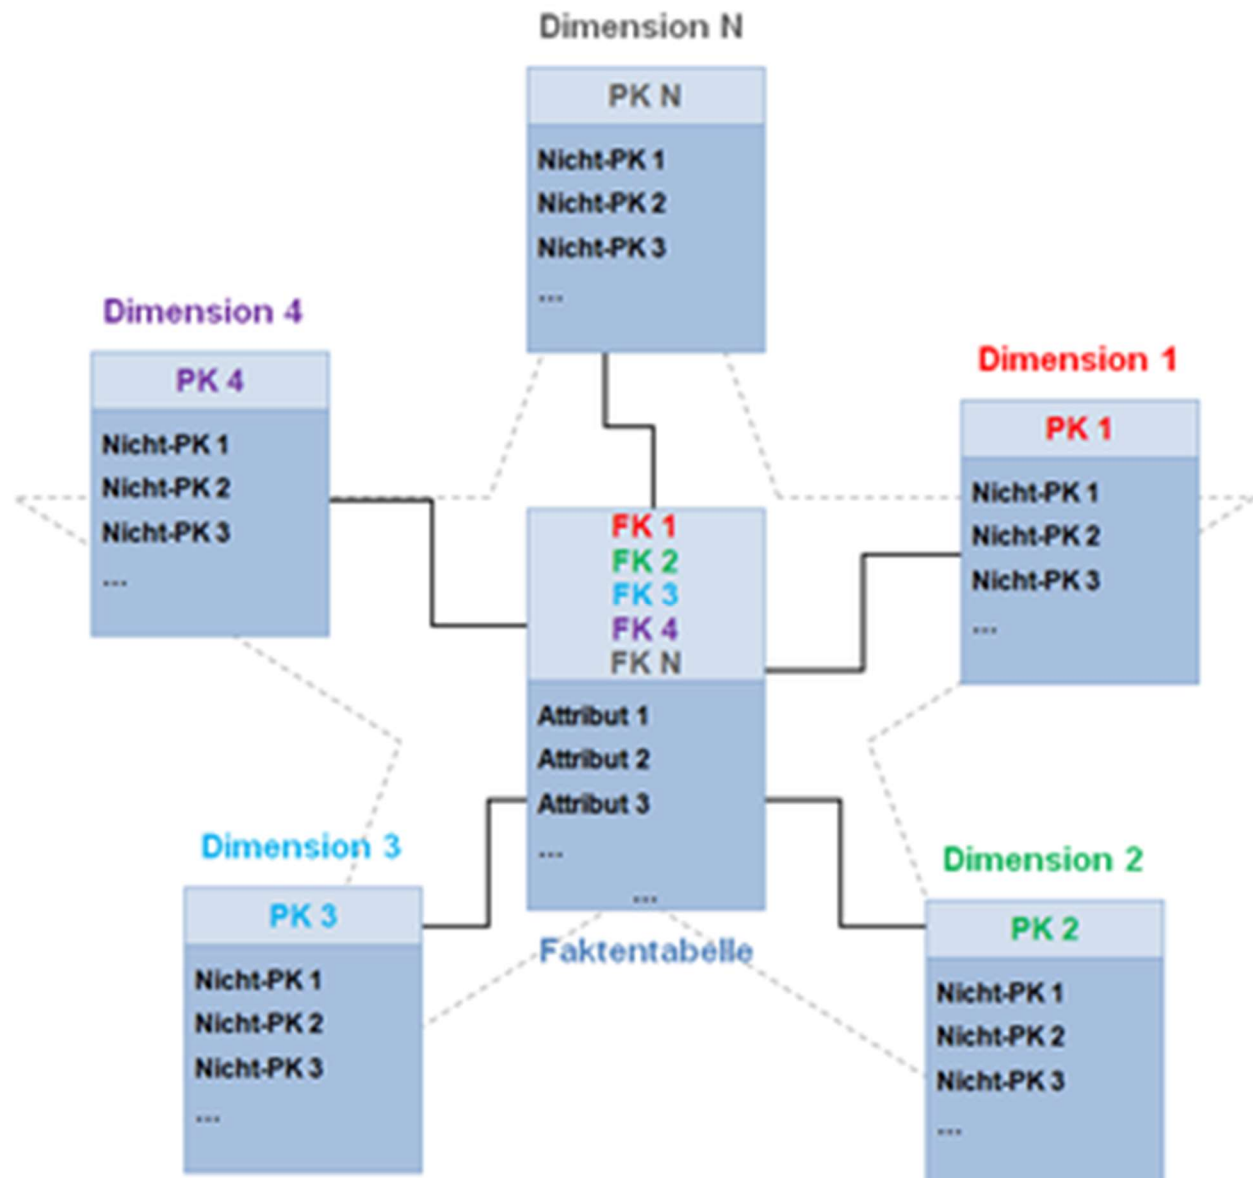 Dimension N
PK N
Nicht-PK 1
Nicht-PK 2
Nicht-PK 3
...
Dimension 4
PK 4
Nicht-PK 1
Nicht-PK 2
Nicht-PK 3
...
Dimension 1
PK 1
Nicht-PK 1
Nicht-PK 2
Nicht-PK 3
...
FK 1
FK 2
FK 3
FK 4
FK N
Attribut 1
Attribut 2
Attribut 3
...
...
Faktentabelle
Dimension 3
PK 3
Nicht-PK 1
Nicht-PK 2
Nicht-PK 3
...
Dimension 2
PK 2
Nicht-PK 1
Nicht-PK 2
Nicht-PK 3
...